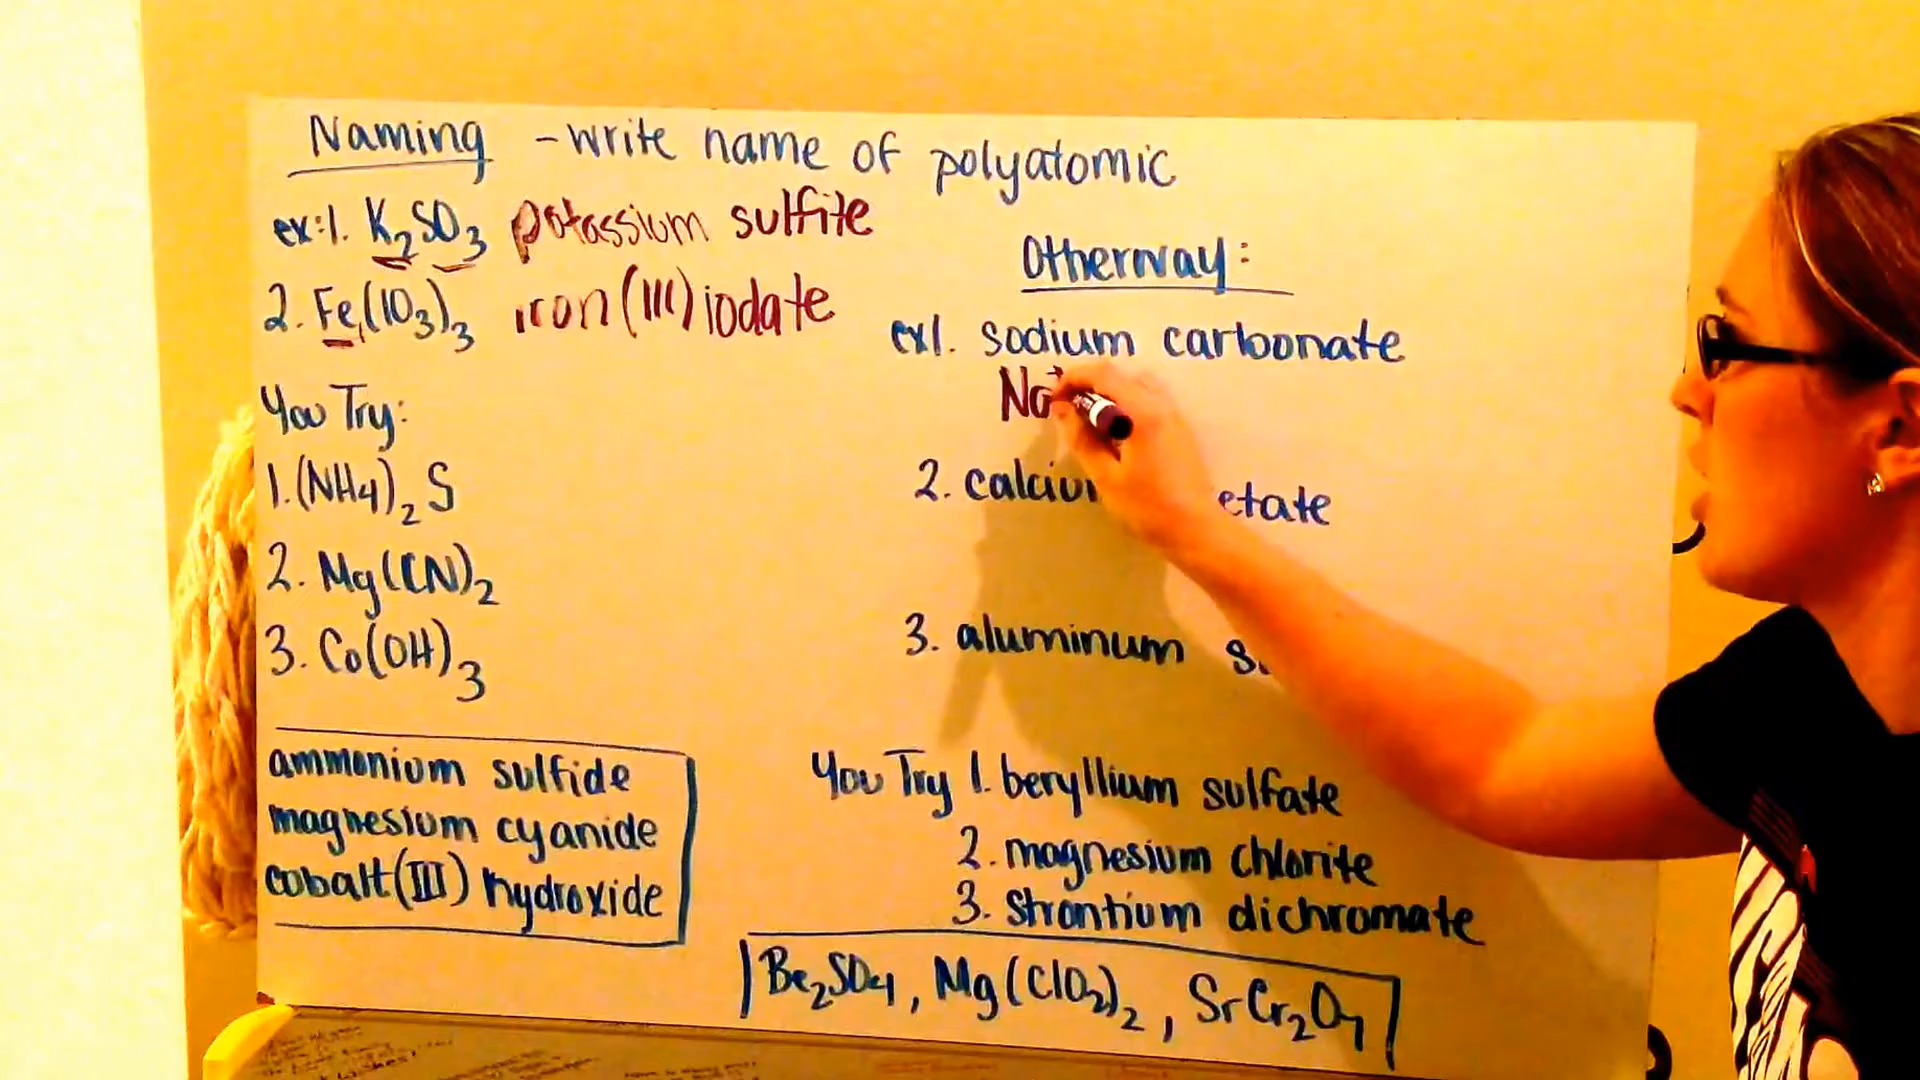 Naming - write name of polyatomic
ex:1. K₂SO₃ potassium sulfite
2. Fe(IO₃)₃ iron(III) iodate
You Try:
1. (NH4)₂ S
2. Mg(CN)₂
3. Co(OH)₃
ammonium sulfide
magnesium cyanide
cobalt(III) hydroxide
Otherway:
ex1. sodium carbonate
Na⁺
2. calcium etate
3. aluminum s
You Try 1. beryllium sulfate
2. magnesium chlorite
3. strontium dichromate
Be₂SO₄, Mg(ClO₂)₂, SrCr₂O₇